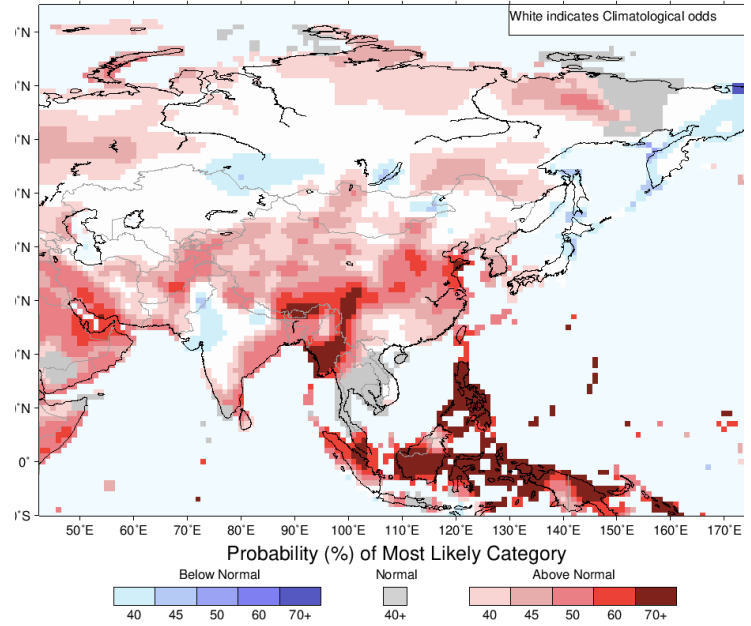 White indicates Climatological odds
°N
°N
°N
°N
°N
°N
°N
°N
0°
°S
50°E 60°E 70°E 80°E 90°E 100°E 110°E 120°E 130°E 140°E 150°E 160°E 170°E
Probability (%) of Most Likely Category
Below Normal Normal Above Normal
40 45 50 60 70+ 40+ 40 45 50 60 70+